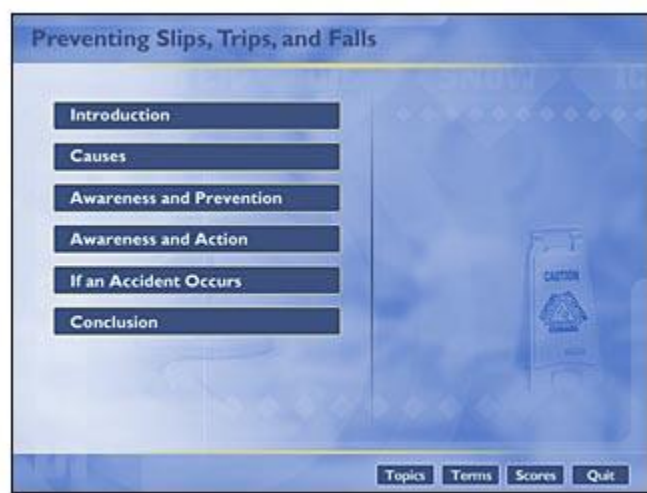 Preventing Slips, Trips, and Falls
SNOW
Introduction
Causes
Awareness and Prevention
Awareness and Action
If an Accident Occurs
Conclusion
CAUTION
Topics Terms Scores Quit